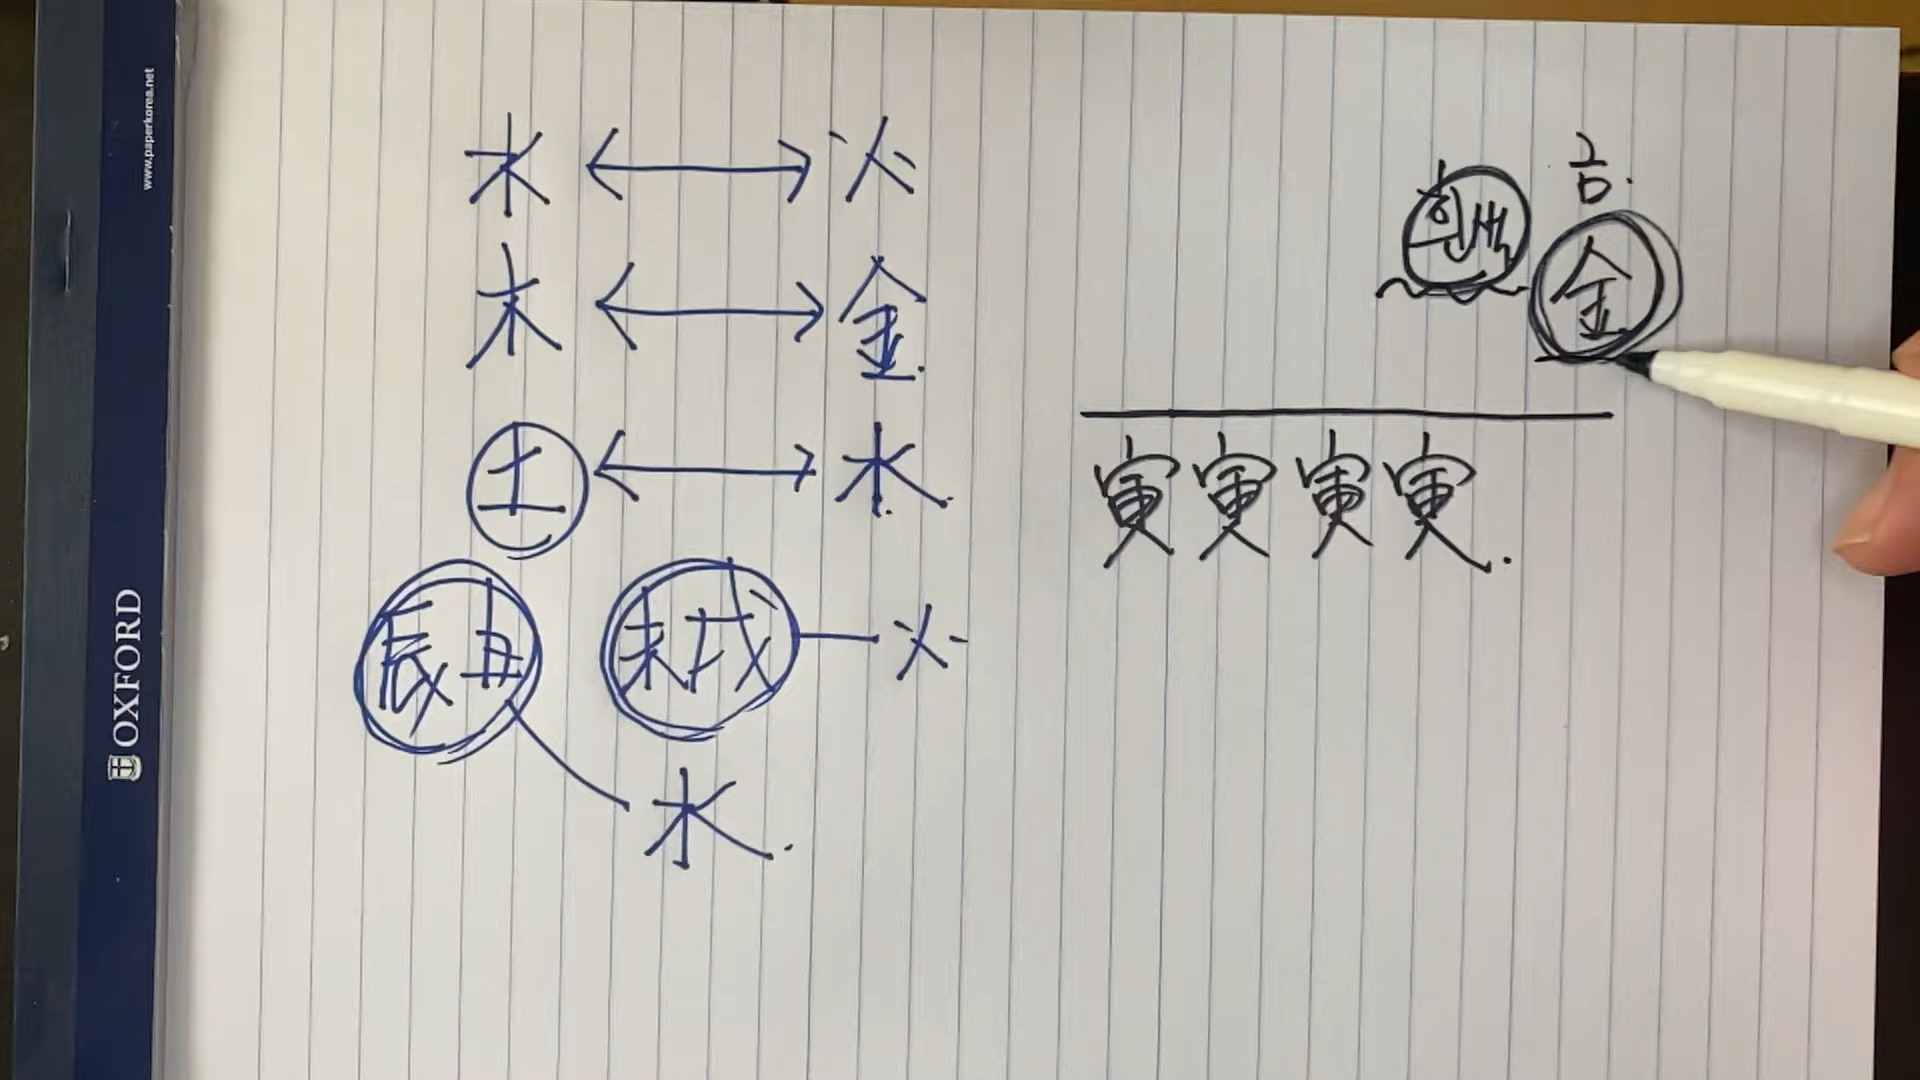 水 ↔ 火
木 ↔ 金.
土 ↔ 水.
辰丑 未戌 — 火
水.
金
寅寅寅寅.
OXFORD
www.paperkorea.net